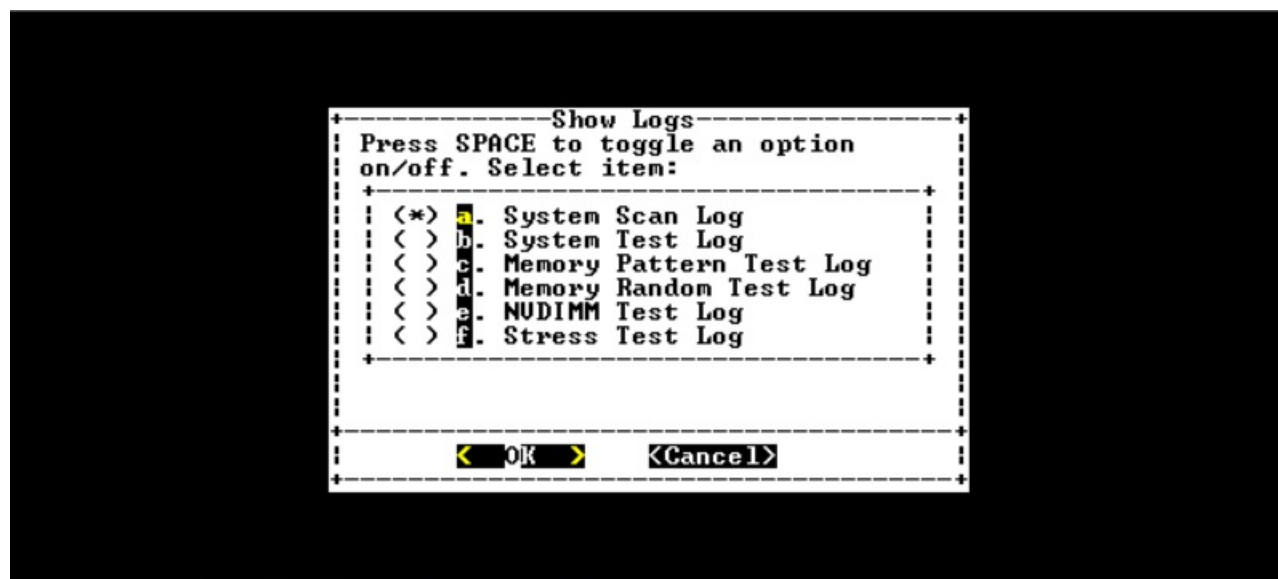 Show Logs
Press SPACE to toggle an option
on/off. Select item:
(*) a. System Scan Log
( ) b. System Test Log
( ) c. Memory Pattern Test Log
( ) d. Memory Random Test Log
( ) e. NVDIMM Test Log
( ) f. Stress Test Log
< OK > <Cancel>